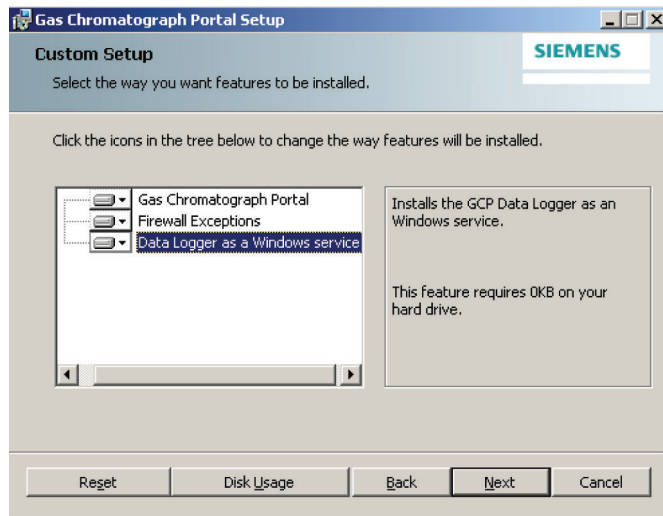 Gas Chromatograph Portal Setup
Custom Setup
SIEMENS
Select the way you want features to be installed.
Click the icons in the tree below to change the way features will be installed.
Gas Chromatograph Portal
Firewall Exceptions
Data Logger as a Windows service
Installs the GCP Data Logger as an
Windows service.
This feature requires 0KB on your
hard drive.
Reset
Disk Usage
Back
Next
Cancel